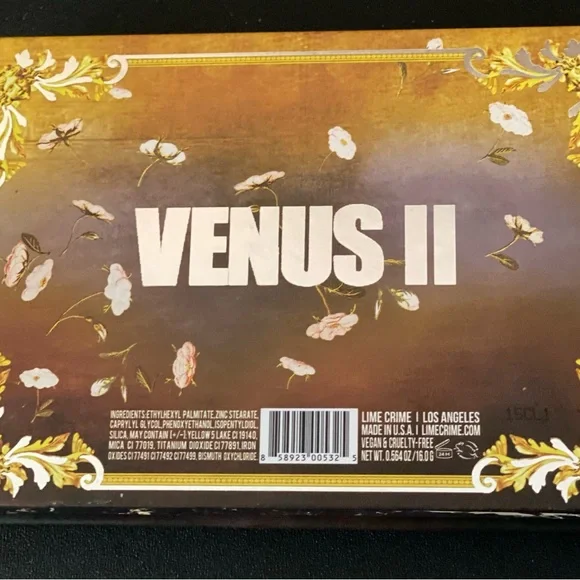 VENUS II
INGREDIENTS:ETHYLHEXYL PALMITATE,ZINC STEARATE,
CAPRYLYL GLYCOL,PHENOXYETHANOL,ISOPENTYLDIOL,
SILICA, MAY CONTAIN [+/-], YELLOW 5 LAKE CI 19140,
MICA CI 77019, TITANIUM DIOXIDE CI 77891, IRON
OXIDES CI 77491 CI 77492 CI 77499, BISMUTH OXYCHLORIDE.
8 58923 00532 5
LIME CRIME | LOS ANGELES
MADE IN U.S.A. | LIMECRIME.COM
VEGAN & CRUELTY-FREE
NET WT. 0.564 OZ/16.0 G
24 M